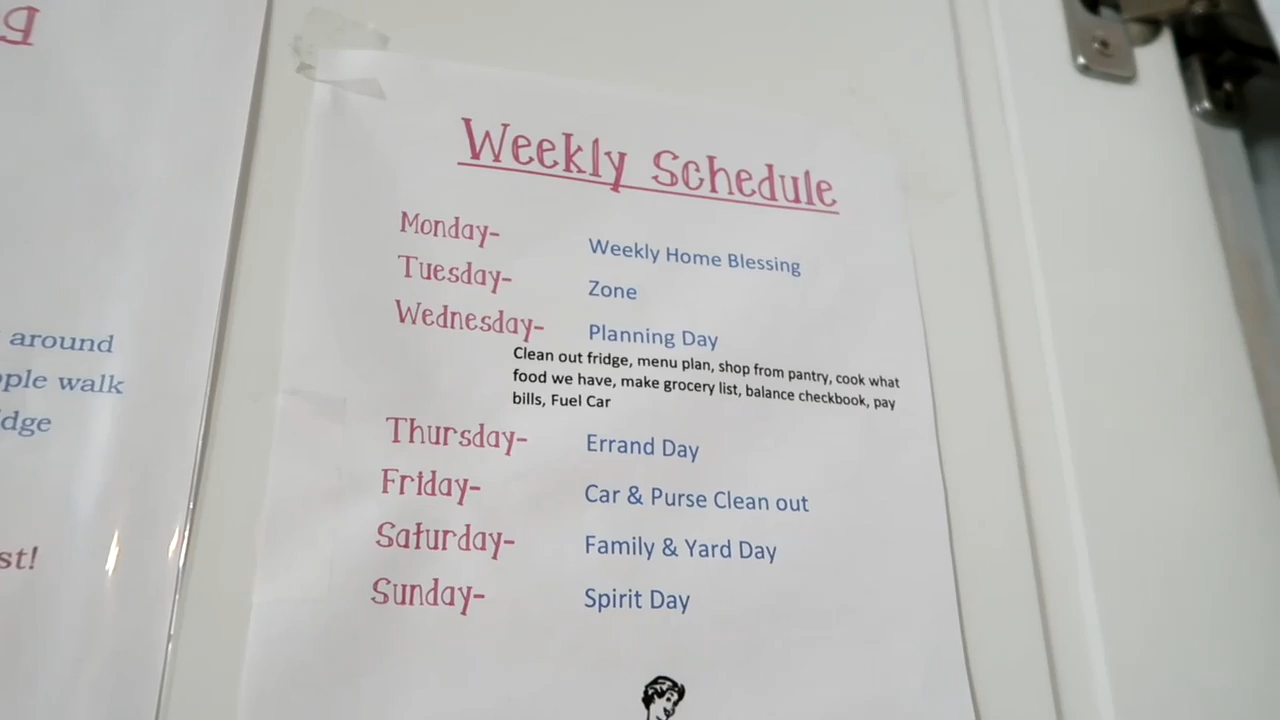 g
around
ople walk
dge
st!
Weekly Schedule
Monday- Weekly Home Blessing
Tuesday- Zone
Wednesday- Planning Day
Clean out fridge, menu plan, shop from pantry, cook what
food we have, make grocery list, balance checkbook, pay
bills, Fuel Car
Thursday- Errand Day
Friday- Car & Purse Clean out
Saturday- Family & Yard Day
Sunday- Spirit Day